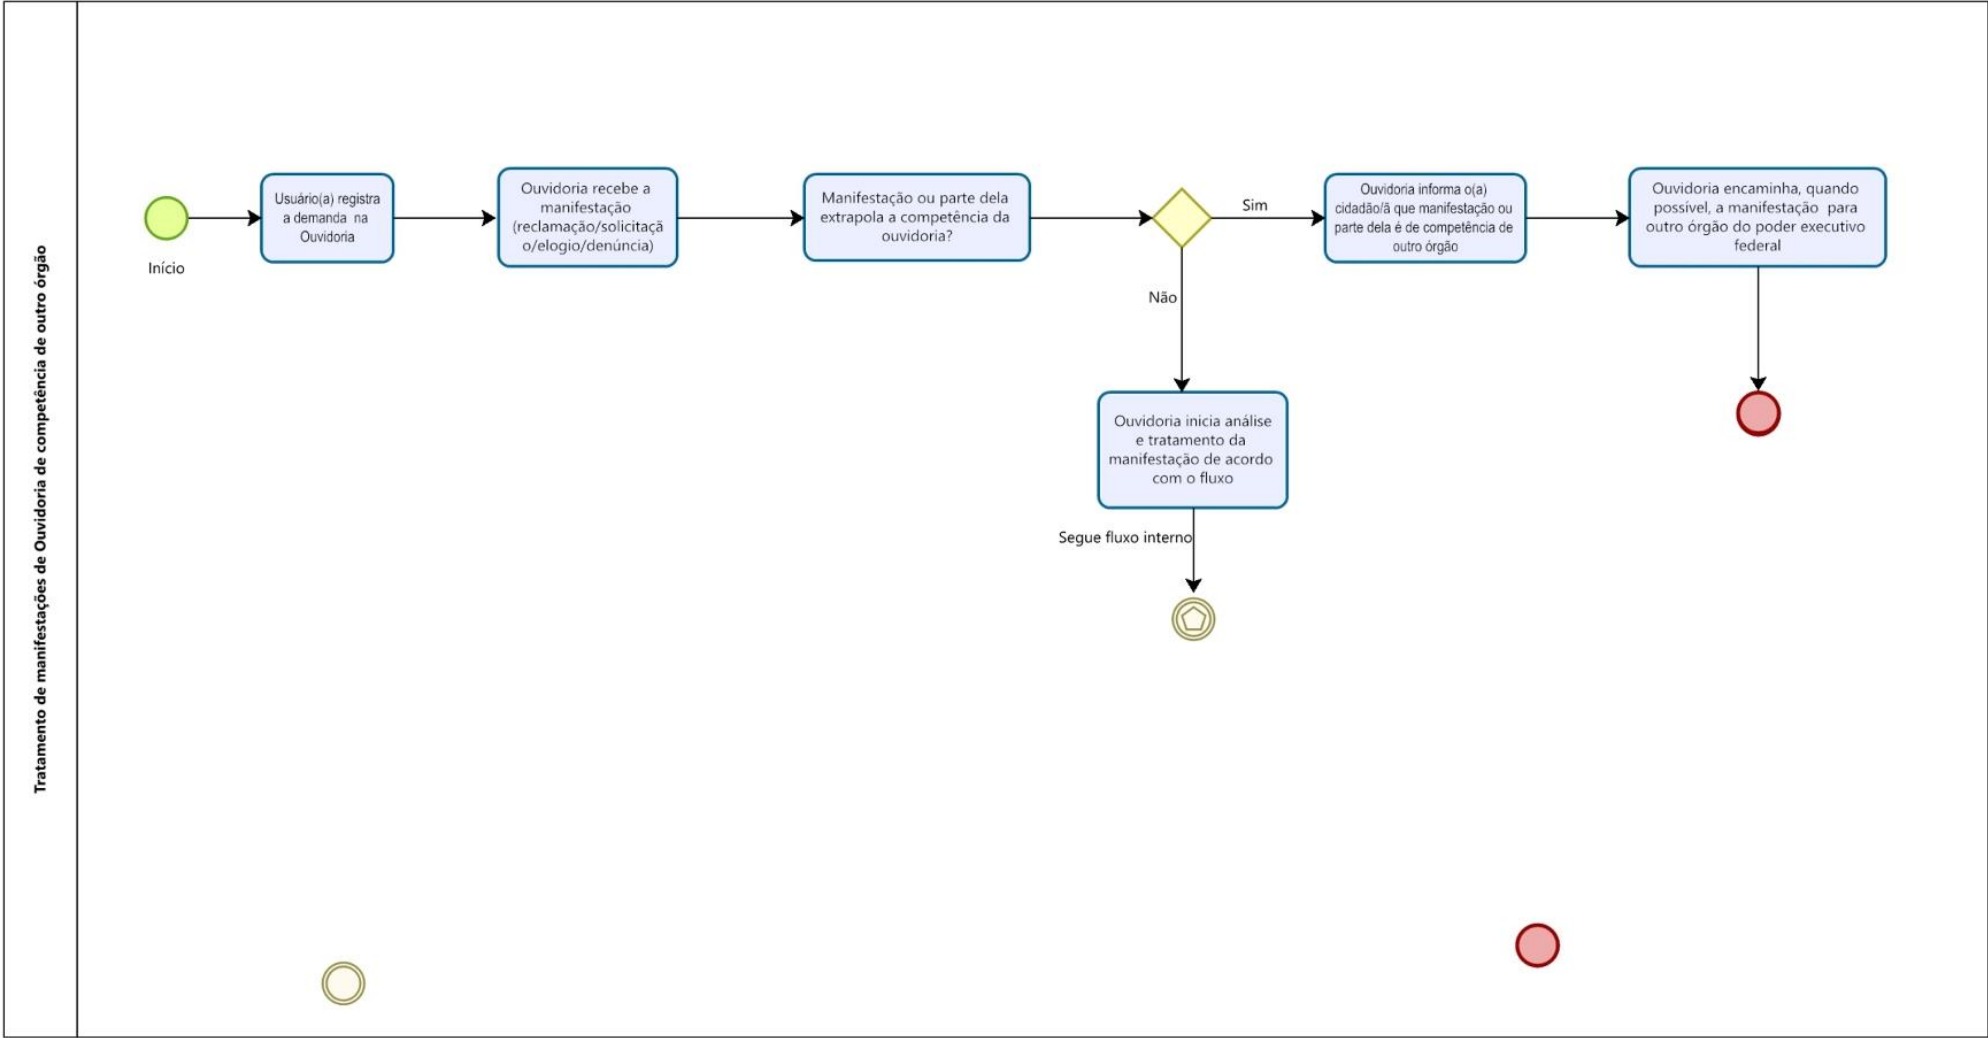 Tratamento de manifestações de Ouvidoria de competência de outro órgão
Início
Usuário(a) registra
a demanda na
Ouvidoria
Ouvidoria recebe a
manifestação
(reclamação/solicitaçã
o/elogio/denúncia)
Manifestação ou parte dela
extrapola a competência da
ouvidoria?
Sim
Não
Ouvidoria informa o(a)
cidadão/ã que manifestação ou
parte dela é de competência de
outro órgão
Ouvidoria encaminha, quando
possível, a manifestação para
outro órgão do poder executivo
federal
Ouvidoria inicia análise
e tratamento da
manifestação de acordo
com o fluxo
Segue fluxo interno